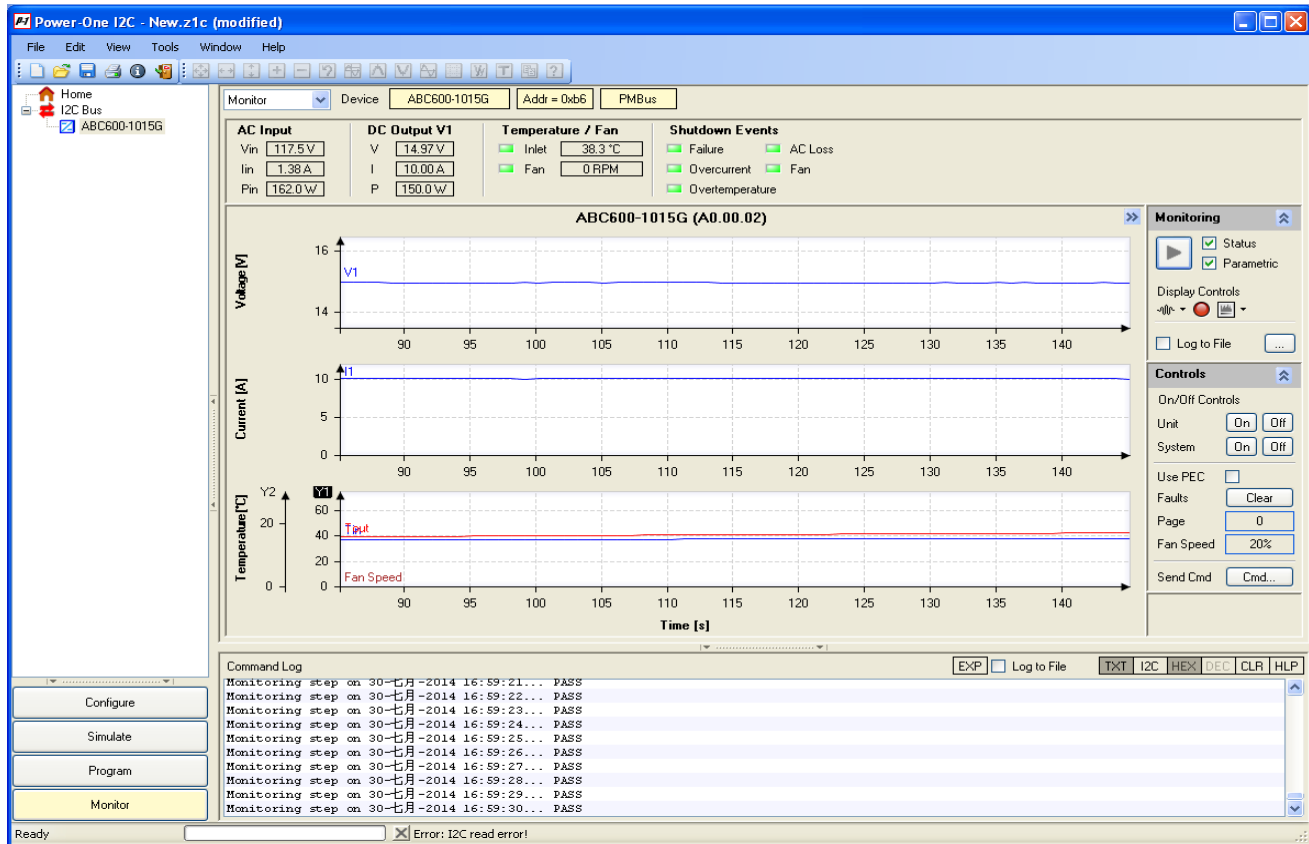 Power-One I2C - New.z1c (modified)
File Edit View Tools Window Help
Home
I2C Bus
ABC600-1015G
Monitor Device ABC600-1015G Addr = 0xb6 PMBus
AC Input DC Output V1 Temperature / Fan Shutdown Events
Vin 117.5 V V 14.97 V Inlet 38.3 °C Failure AC Loss
Iin 1.38 A I 10.00 A Fan 0 RPM Overcurrent Fan
Pin 162.0 W P 150.0 W Overtemperature
ABC600-1015G (A0.00.02)
Voltage [V]
16
V1
14
90 95 100 105 110 115 120 125 130 135 140
Current [A]
10 I1
5
0
90 95 100 105 110 115 120 125 130 135 140
Temperature [°C]
Y2 Y1
60
20 40
20
0 0
Fan Speed
90 95 100 105 110 115 120 125 130 135 140
Time [s]
Monitoring
Status
Parametric
Display Controls
Log to File ...
Controls
On/Off Controls
Unit On Off
System On Off
Use PEC
Faults Clear
Page 0
Fan Speed 20%
Send Cmd Cmd...
Command Log EXP Log to File TXT I2C HEX DEC CLR HLP
Monitoring step on 30-七月-2014 16:59:21... PASS
Monitoring step on 30-七月-2014 16:59:22... PASS
Monitoring step on 30-七月-2014 16:59:23... PASS
Monitoring step on 30-七月-2014 16:59:24... PASS
Monitoring step on 30-七月-2014 16:59:25... PASS
Monitoring step on 30-七月-2014 16:59:26... PASS
Monitoring step on 30-七月-2014 16:59:27... PASS
Monitoring step on 30-七月-2014 16:59:28... PASS
Monitoring step on 30-七月-2014 16:59:29... PASS
Monitoring step on 30-七月-2014 16:59:30... PASS
Configure
Simulate
Program
Monitor
Ready Error: I2C read error!